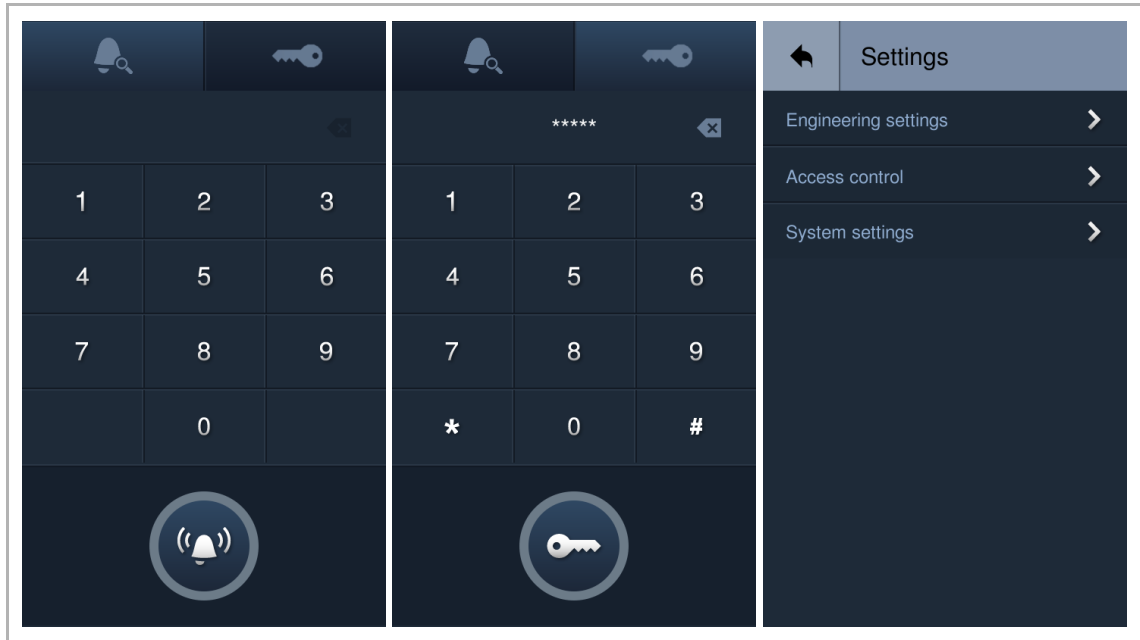 1 2 3
4 5 6
7 8 9
0
*****
1 2 3
4 5 6
7 8 9
* 0 #
Settings
Engineering settings
Access control
System settings